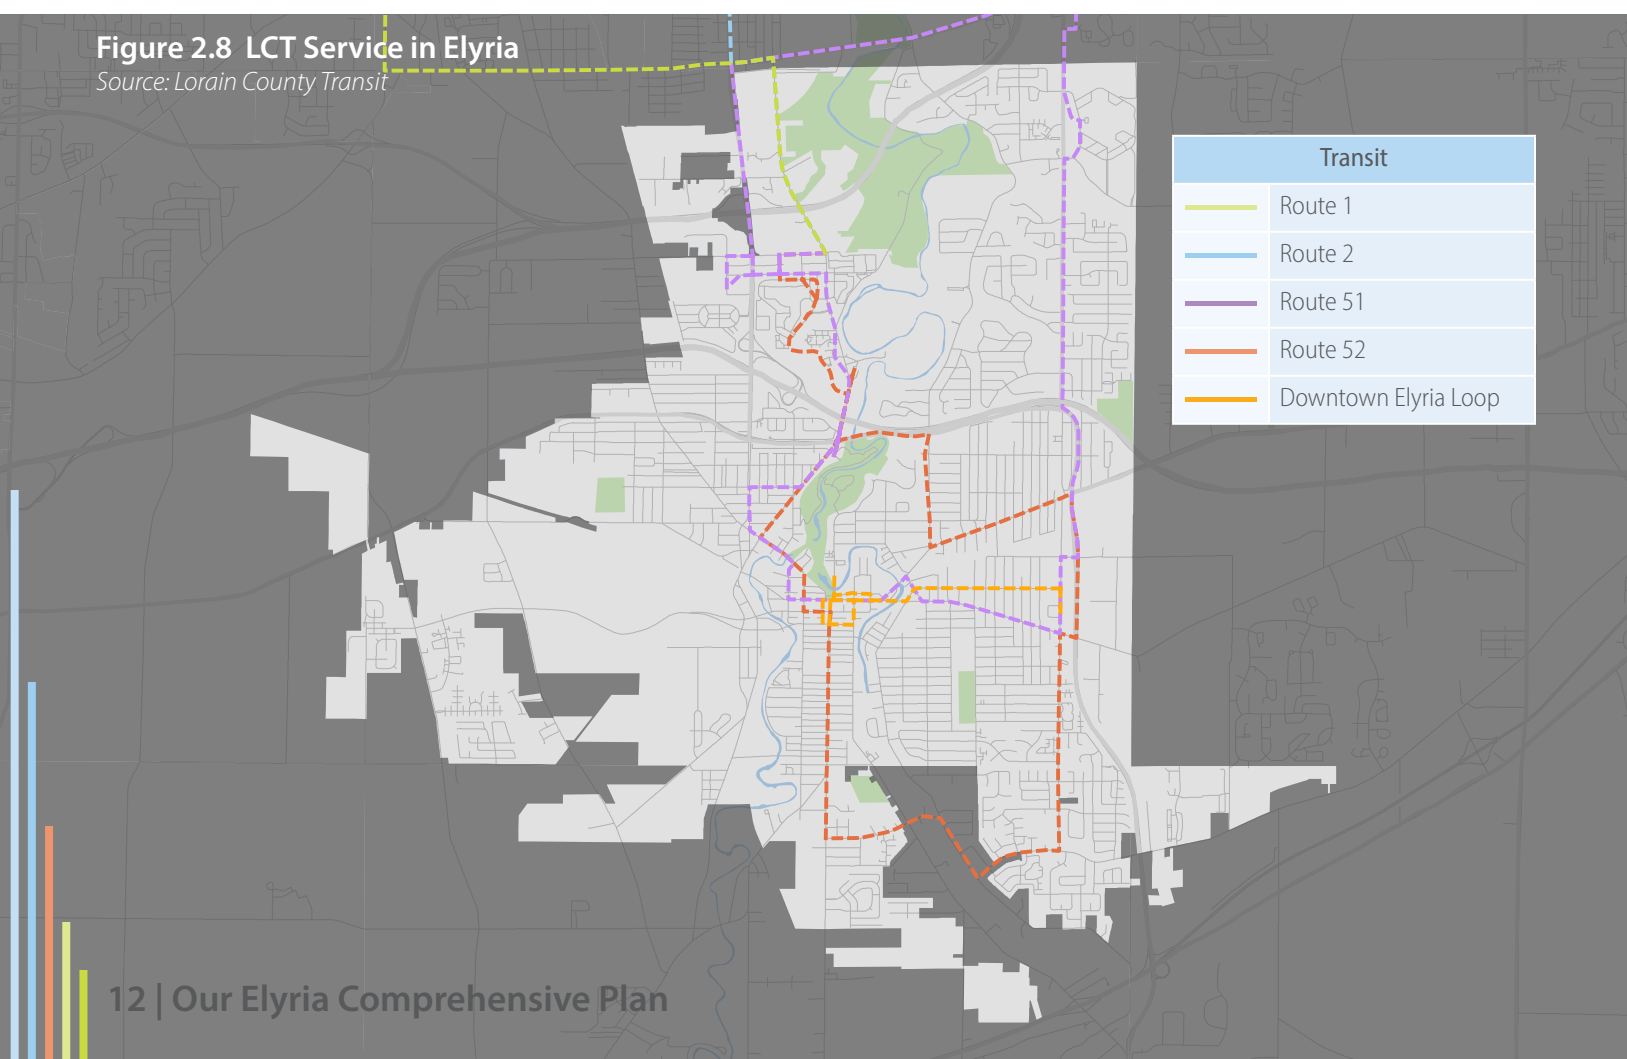 Figure 2.8 LCT Service in Elyria
Source: Lorain County Transit
Transit
Route 1
Route 2
Route 51
Route 52
Downtown Elyria Loop
12 | Our Elyria Comprehensive Plan